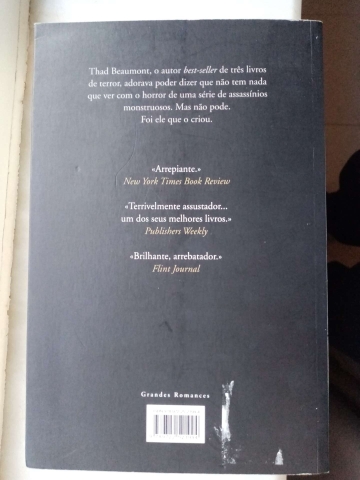 Thad Beaumont, o autor best-seller de três livros
de terror, adorava poder dizer que não tem nada
que ver com o horror de uma série de assassínios
monstruosos. Mas não pode.
Foi ele que o criou.
«Arrepiante.»
New York Times Book Review
«Terrivelmente assustador...
um dos seus melhores livros.»
Publishers Weekly
«Brilhante, arrebatador.»
Flint Journal
Grandes Romances